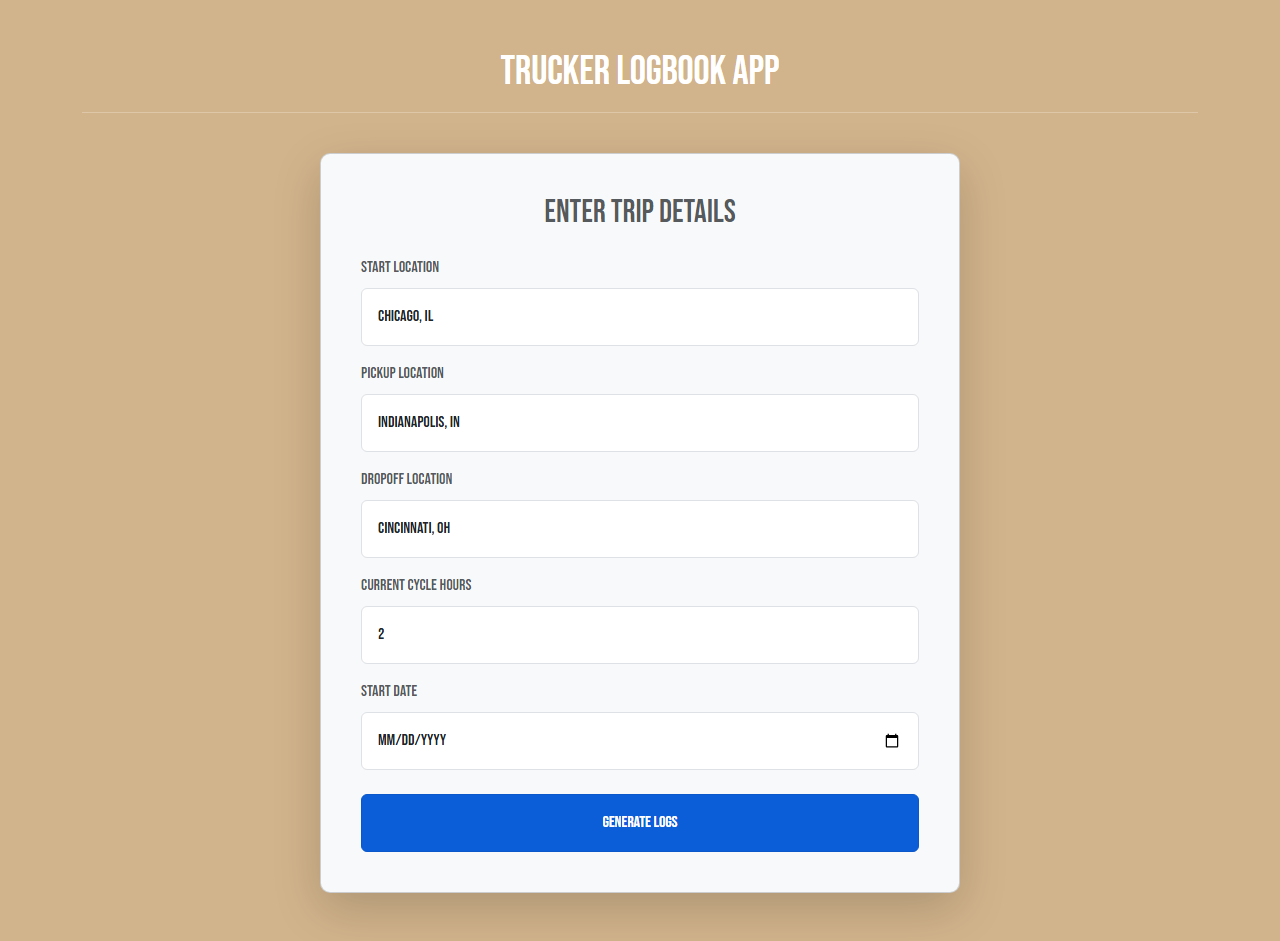 TRUCKER LOGBOOK APP
ENTER TRIP DETAILS
START LOCATION
CHICAGO, IL
PICKUP LOCATION
INDIANAPOLIS, IN
DROPOFF LOCATION
CINCINNATI, OH
CURRENT CYCLE HOURS
2
START DATE
MM/DD/YYYY
GENERATE LOGS